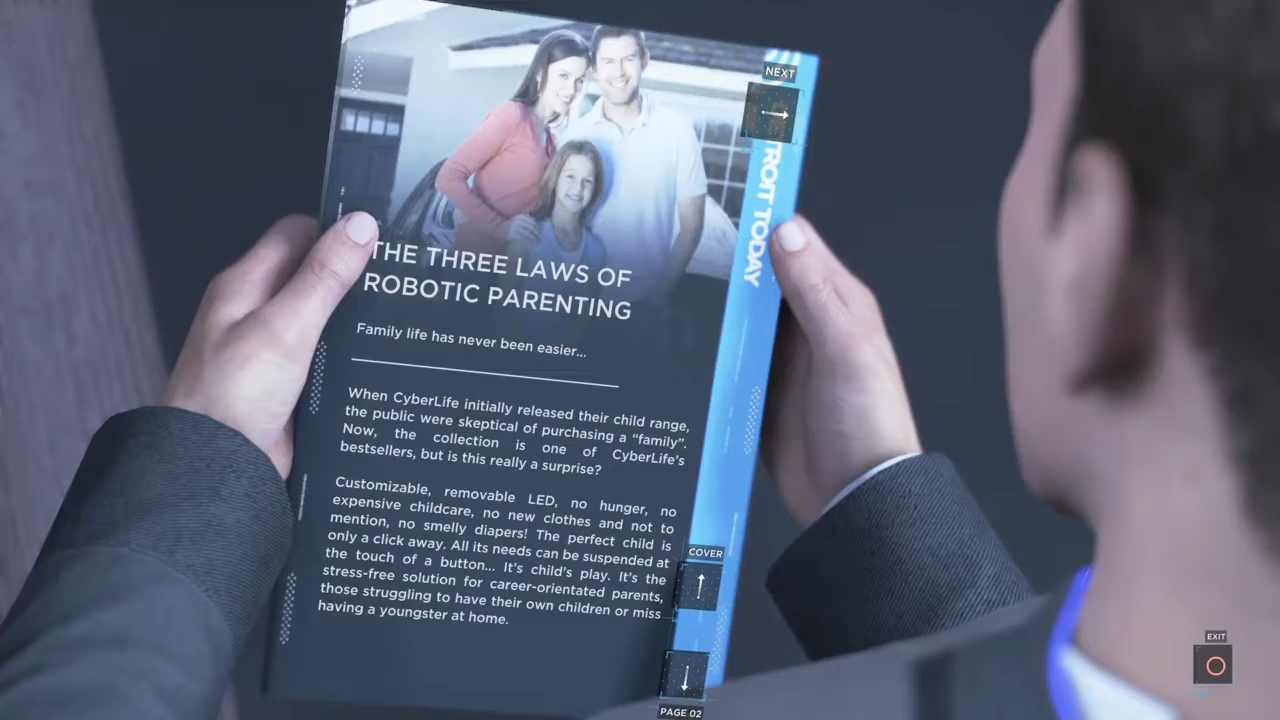 NEXT
TROIT TODAY
THE THREE LAWS OF
ROBOTIC PARENTING
Family life has never been easier...
When CyberLife initially released their child range,
the public were skeptical of purchasing a “family”.
Now, the collection is one of CyberLife's
bestsellers, but is this really a surprise?
Customizable, removable LED, no hunger, no
expensive childcare, no new clothes and not to
mention, no smelly diapers! The perfect child is
only a click away. All its needs can be suspended at
the touch of a button... It's child's play. It's the
stress-free solution for career-orientated parents,
those struggling to have their own children or miss
having a youngster at home.
COVER
PAGE 02
EXIT